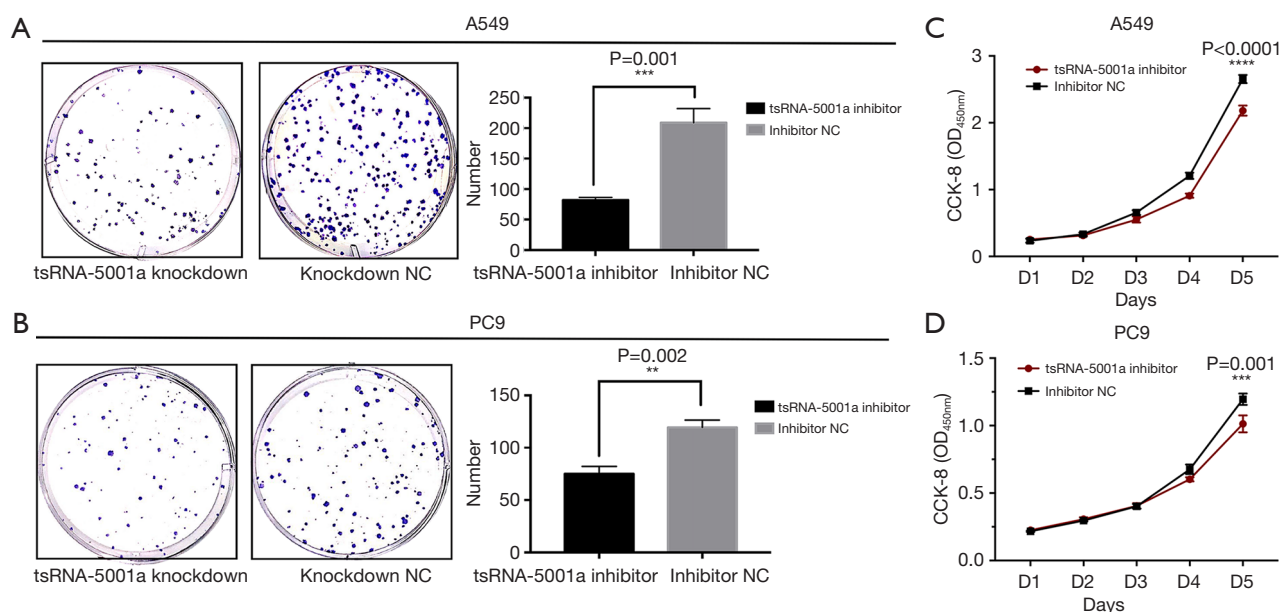 A
A549
tsRNA-5001a knockdown
Knockdown NC
P=0.001
***
250
200
150
100
50
0
Number
tsRNA-5001a inhibitor
Inhibitor NC
tsRNA-5001a inhibitor
Inhibitor NC
B
PC9
tsRNA-5001a knockdown
Knockdown NC
P=0.002
**
150
100
50
0
Number
tsRNA-5001a inhibitor
Inhibitor NC
tsRNA-5001a inhibitor
Inhibitor NC
C
A549
P<0.0001
****
tsRNA-5001a inhibitor
Inhibitor NC
3
2
1
0
CCK-8 (OD450nm)
D1 D2 D3 D4 D5
Days
D
PC9
P=0.001
***
tsRNA-5001a inhibitor
Inhibitor NC
1.5
1.0
0.5
0.0
CCK-8 (OD450nm)
D1 D2 D3 D4 D5
Days